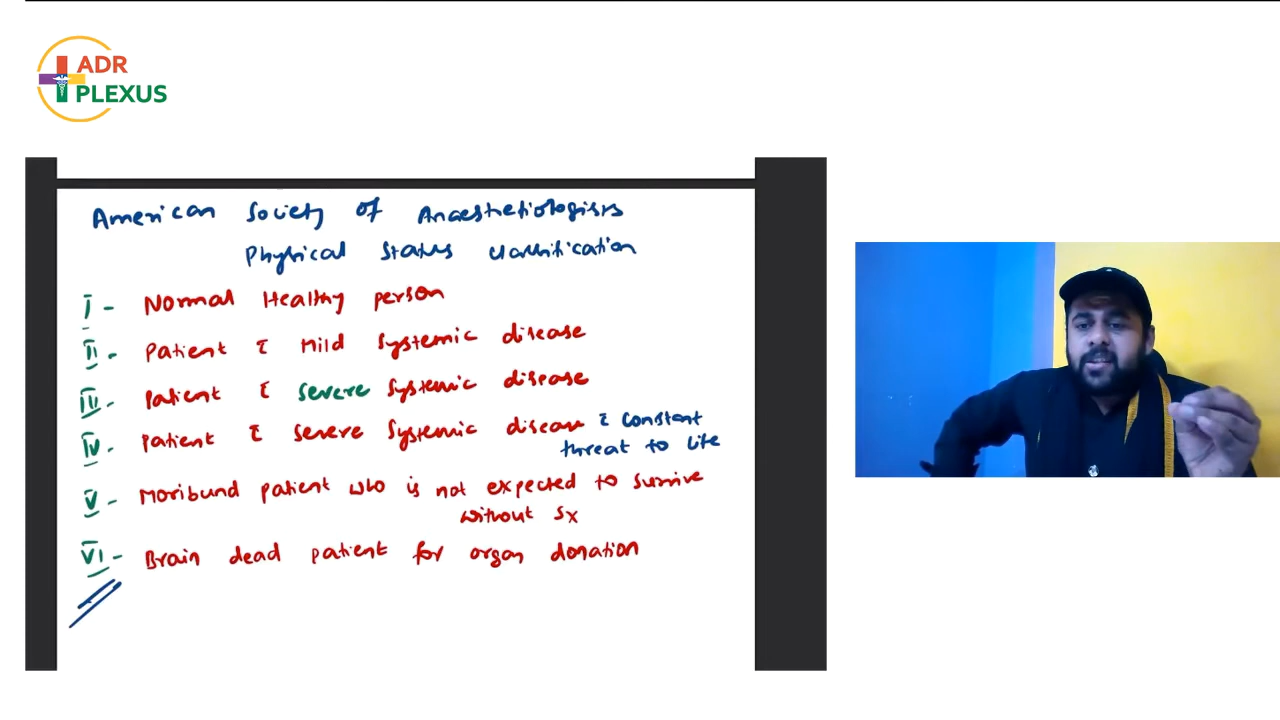 ADR
PLEXUS
American Society of Anaesthetiologists
Physical Status classification
I - Normal Healthy person
II - Patient c̄ Mild Systemic disease
III - Patient c̄ severe Systemic disease
IV - Patient c̄ severe Systemic disease c̄ constant
threat to life
V - Moribund patient who is not expected to survive
without Sx
VI - Brain dead patient for organ donation